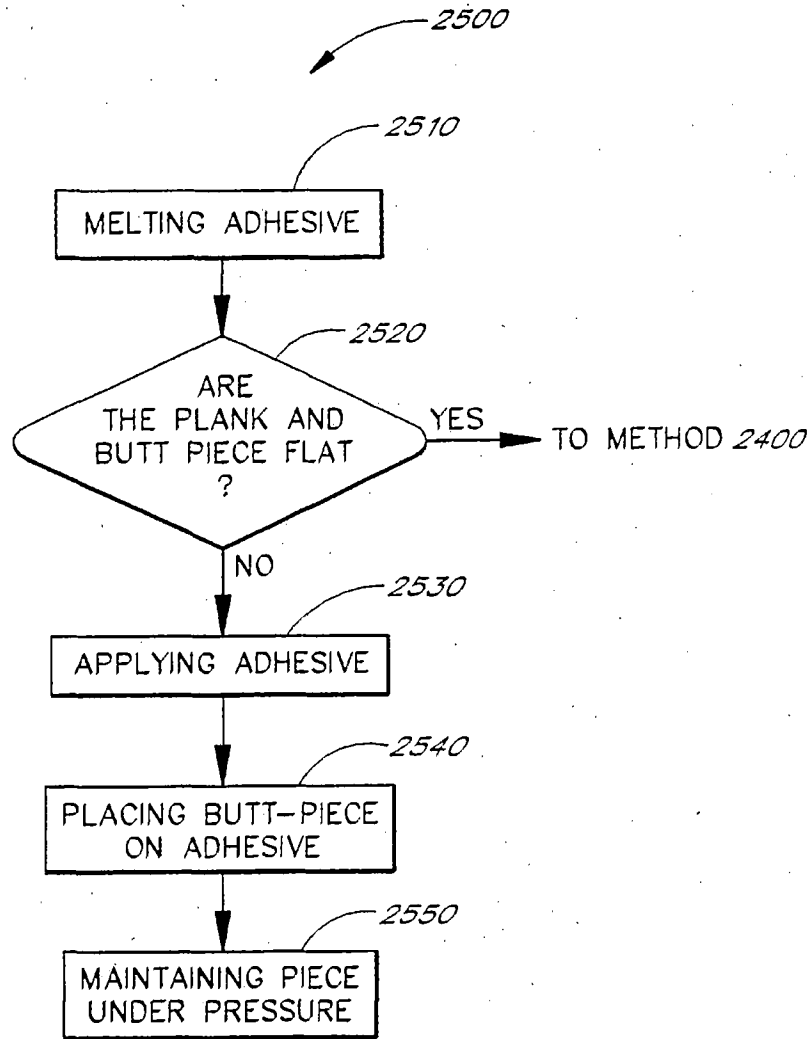 2500
2510
MELTING ADHESIVE
2520
ARE
THE PLANK AND
BUTT PIECE FLAT
?
YES
TO METHOD 2400
NO
2530
APPLYING ADHESIVE
2540
PLACING BUTT-PIECE
ON ADHESIVE
2550
MAINTAINING PIECE
UNDER PRESSURE